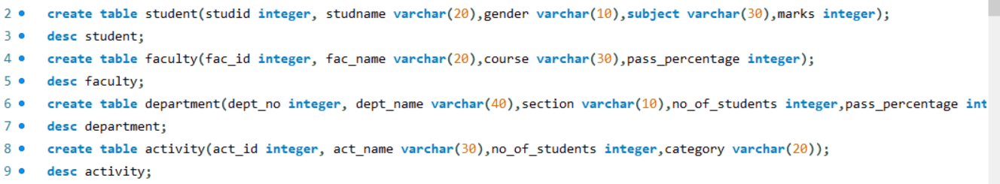 2 create table student(studid integer, studname varchar(20),gender varchar(10),subject varchar(30),marks integer);
3 desc student;
4 create table faculty(fac_id integer, fac_name varchar(20),course varchar(30),pass_percentage integer);
5 desc faculty;
6 create table department(dept_no integer, dept_name varchar(40),section varchar(10),no_of_students integer,pass_percentage int
7 desc department;
8 create table activity(act_id integer, act_name varchar(30),no_of_students integer,category varchar(20));
9 desc activity;